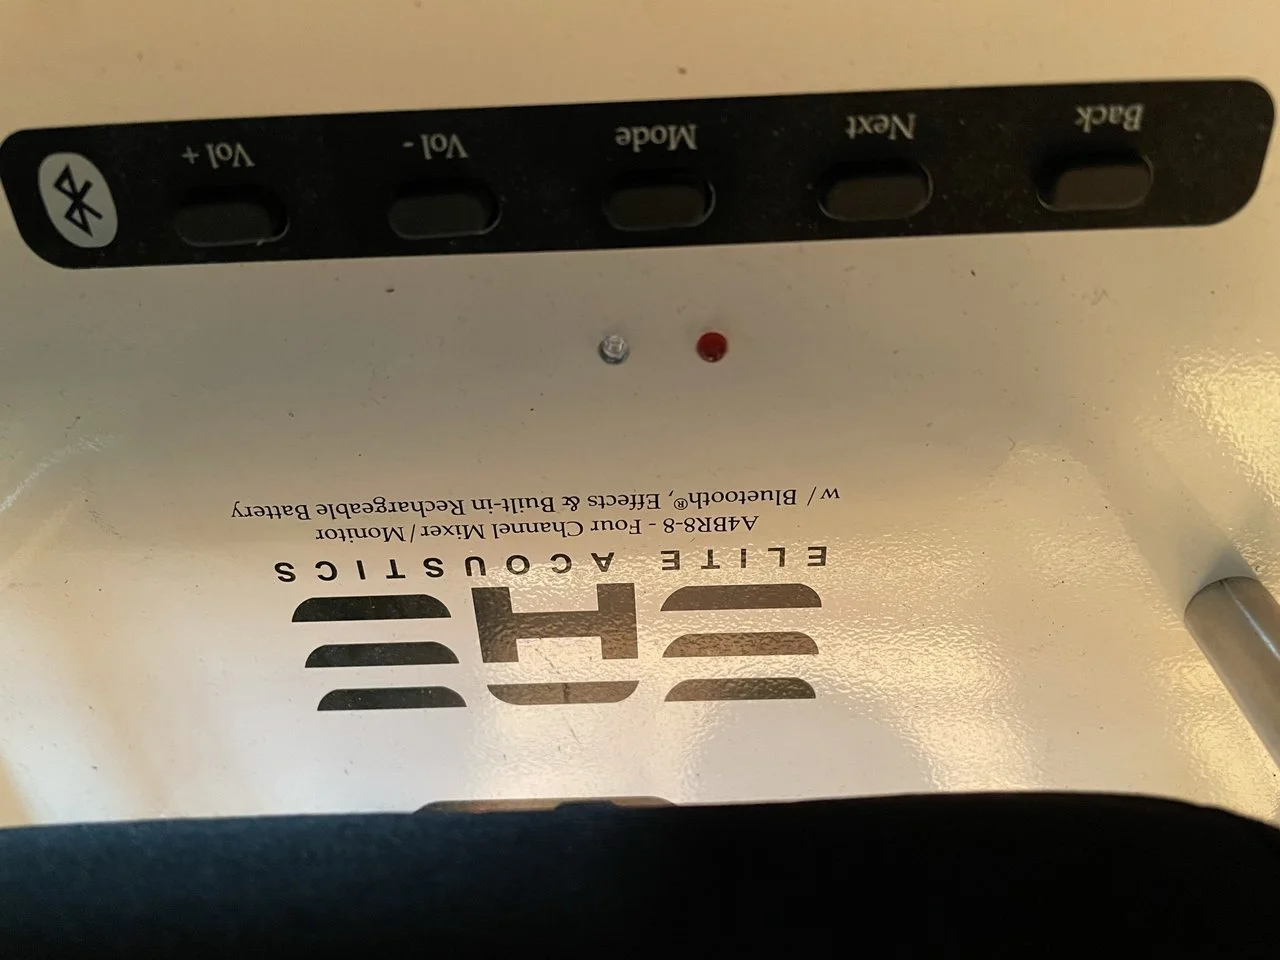 EAE
ELITE ACOUSTICS
A4BR8-8 - Four Channel Mixer/Monitor
w/ Bluetooth®, Effects & Built-in Rechargeable Battery
Back Next Mode Vol - Vol +